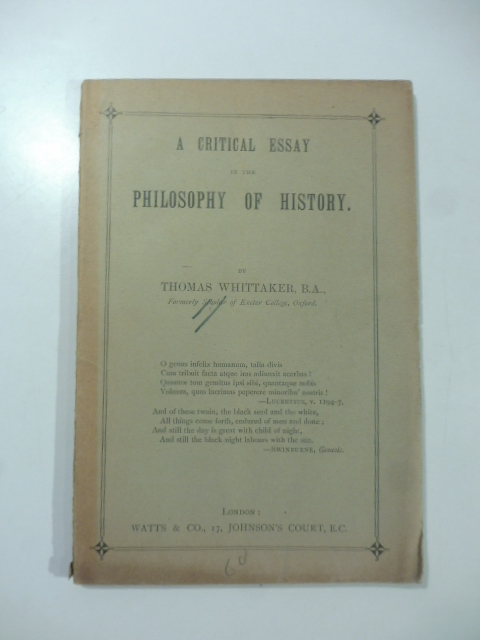 A CRITICAL ESSAY
IN THE
PHILOSOPHY OF HISTORY.
BY
THOMAS WHITTAKER, B.A.,
Formerly Scholar of Exeter College, Oxford.
O genus infelix humanum, talia divis
Cum tribuit facta atque iras adiunxit acerbas!
Quantos tum gemitus ipsi sibi, quantaque nobis
Volnera, quas lacrimas peperere minoribu' nostris!
—LUCRETIUS, v. 1194-7.
And of these twain, the black seed and the white,
All things come forth, endured of men and done;
And still the day is great with child of night,
And still the black night labours with the sun.
—SWINBURNE, Genesis.
LONDON:
WATTS & CO., 17, JOHNSON'S COURT, E.C.